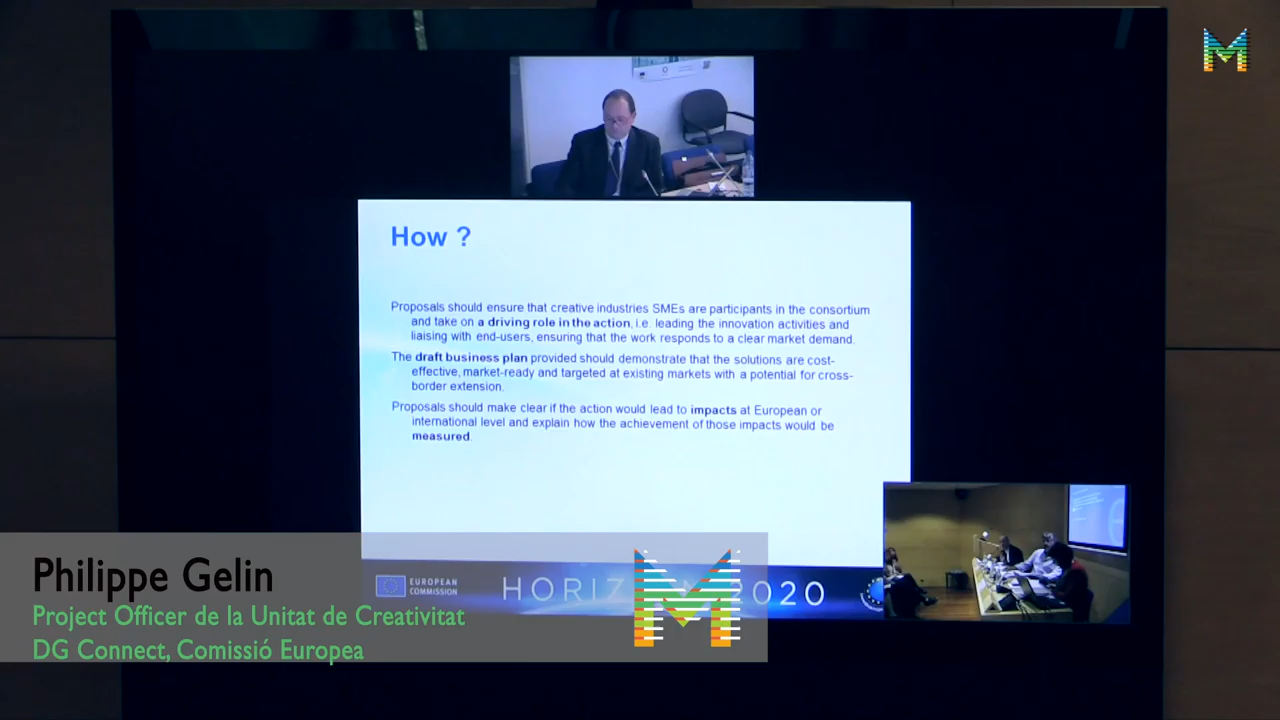 How ?
Proposals should ensure that creative industries SMEs are participants in the consortium
and take on a driving role in the action, i.e. leading the innovation activities and
liaising with end-users, ensuring that the work responds to a clear market demand.
The draft business plan provided should demonstrate that the solutions are cost-
effective, market-ready and targeted at existing markets with a potential for cross-
border extension.
Proposals should make clear if the action would lead to impacts at European or
international level and explain how the achievement of those impacts would be
measured.
EUROPEAN
COMMISSION
HORIZ 2020
Philippe Gelin
Project Officer de la Unitat de Creativitat
DG Connect, Comissió Europea
M
M